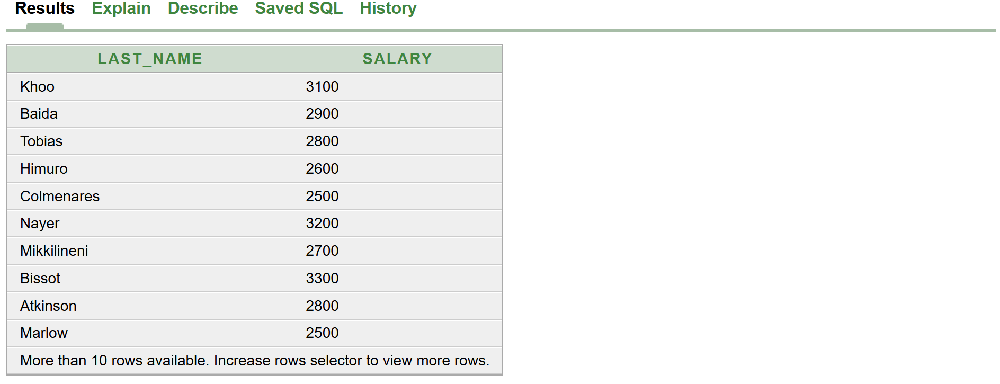 Results Explain Describe Saved SQL History
LAST_NAME SALARY
Khoo 3100
Baida 2900
Tobias 2800
Himuro 2600
Colmenares 2500
Nayer 3200
Mikkilineni 2700
Bissot 3300
Atkinson 2800
Marlow 2500
More than 10 rows available. Increase rows selector to view more rows.